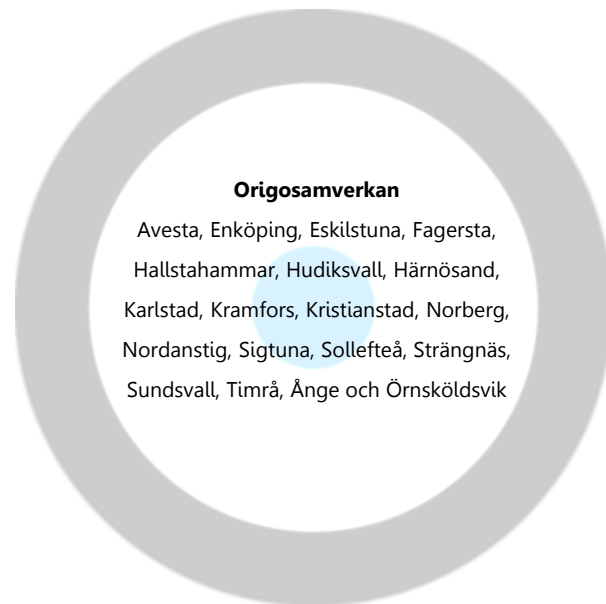 Origosamverkan
Avesta, Enköping, Eskilstuna, Fagersta,
Hallstahammar, Hudiksvall, Härnösand,
Karlstad, Kramfors, Kristianstad, Norberg,
Nordanstig, Sigtuna, Sollefteå, Strängnäs,
Sundsvall, Timrå, Ånge och Örnsköldsvik